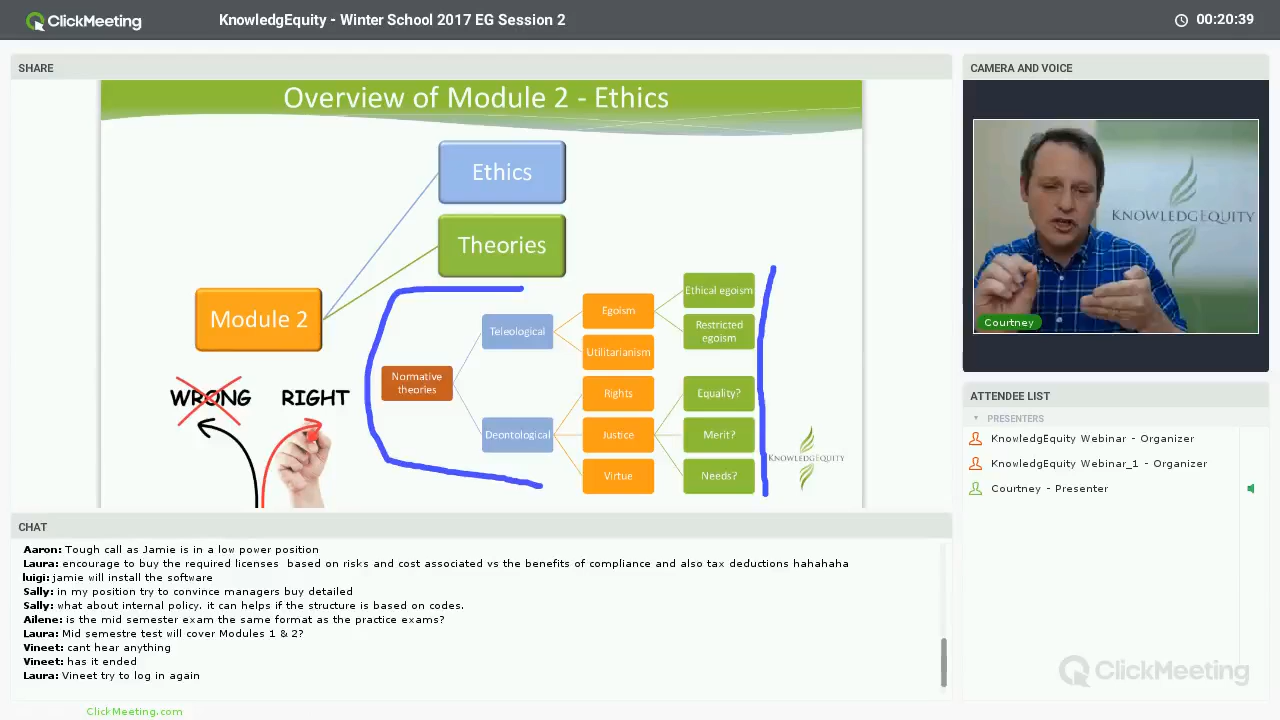 ClickMeeting
KnowledgEquity - Winter School 2017 EG Session 2
00:20:39
SHARE
Overview of Module 2 - Ethics
Ethics
Theories
Module 2
WRONG
RIGHT
Normative
theories
Teleological
Deontological
Egoism
Utilitarianism
Rights
Justice
Virtue
Ethical egoism
Restricted
egoism
Equality?
Merit?
Needs?
KNOWLEDGEQUITY
CAMERA AND VOICE
KNOWLEDGEQUITY
Courtney
ATTENDEE LIST
PRESENTERS
KnowledgEquity Webinar - Organizer
KnowledgEquity Webinar_1 - Organizer
Courtney - Presenter
CHAT
Aaron: Tough call as Jamie is in a low power position
Laura: encourage to buy the required licenses  based on risks and cost associated vs the benefits of compliance and also tax deductions hahahaha
luigi: jamie will install the software
Sally: in my position try to convince managers buy detailed
Sally: what about internal policy. it can helps if the structure is based on codes.
Ailene: is the mid semester exam the same format as the practice exams?
Laura: Mid semestre test will cover Modules 1 & 2?
Vineet: cant hear anything
Vineet: has it ended
Laura: Vineet try to log in again
ClickMeeting
ClickMeeting.com